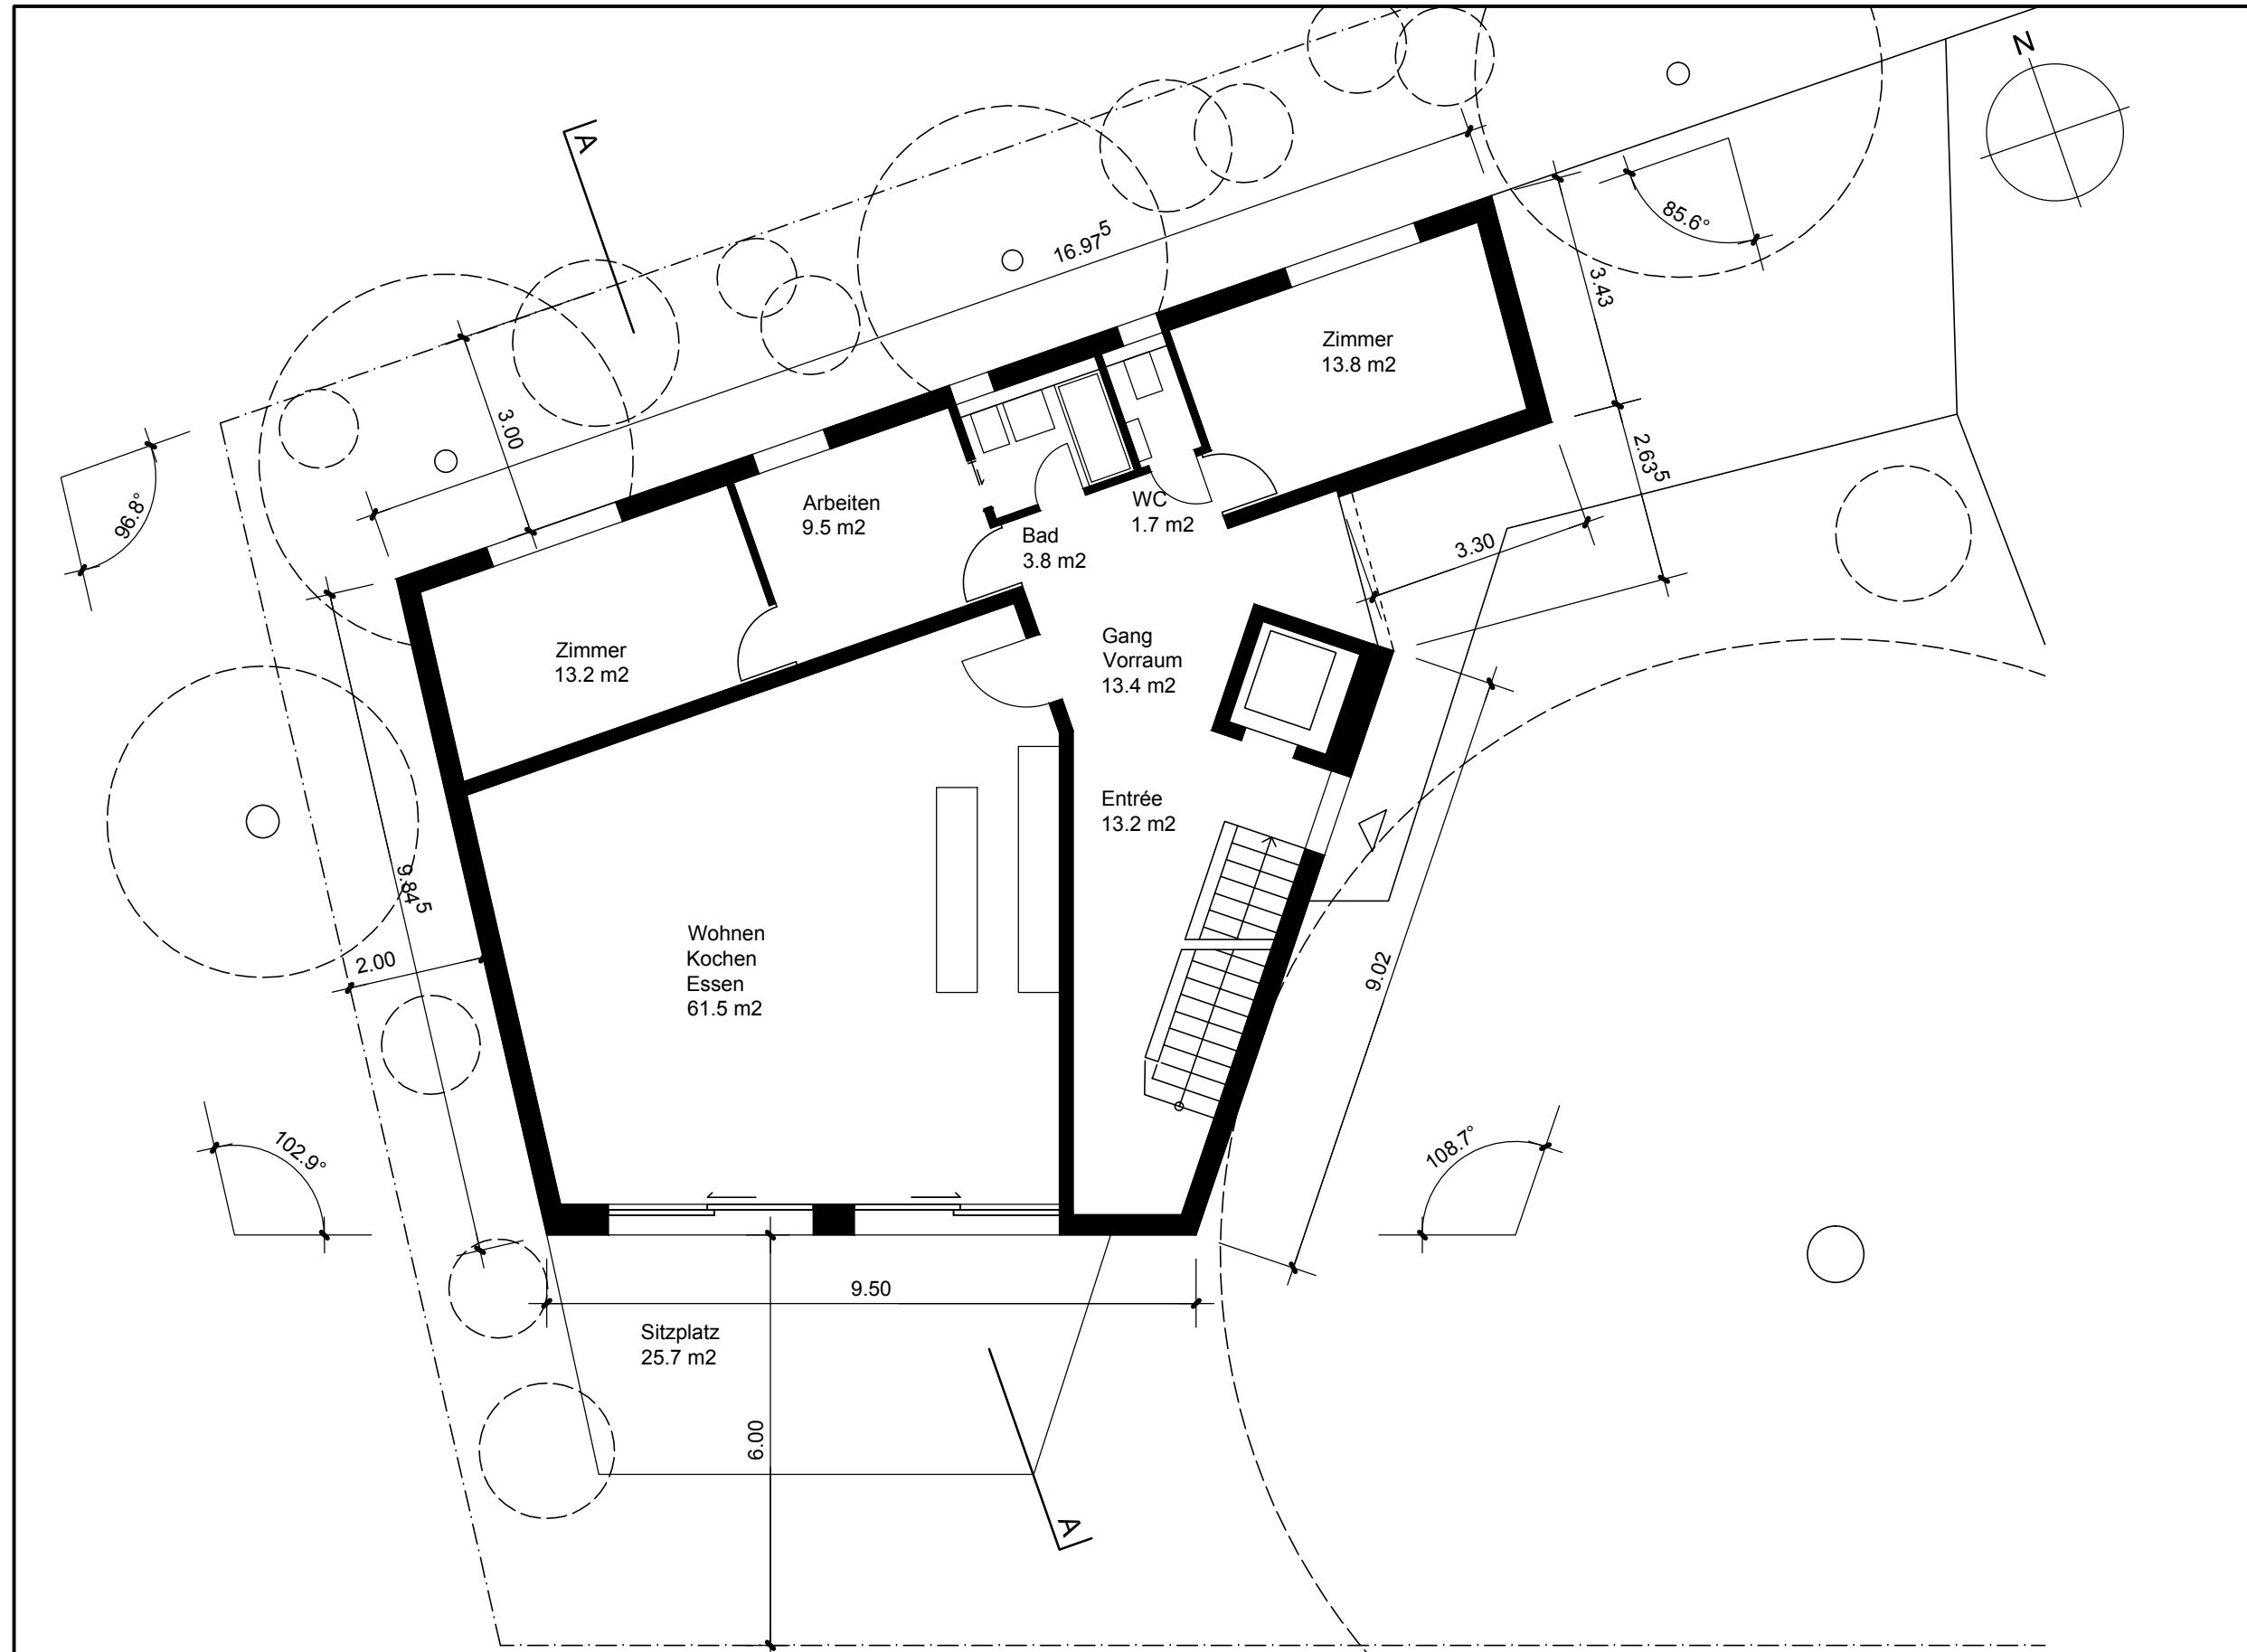 N
A
85.6°
16.97⁵
3.43
Zimmer
13.8 m2
3.00
2.63⁵
96.8°
Arbeiten
9.5 m2
WC
1.7 m2
Bad
3.8 m2
3.30
Zimmer
13.2 m2
Gang
Vorraum
13.4 m2
Entrée
13.2 m2
9.84⁵
2.00
Wohnen
Kochen
Essen
61.5 m2
9.02
102.9°
108.7°
9.50
Sitzplatz
25.7 m2
6.00
A